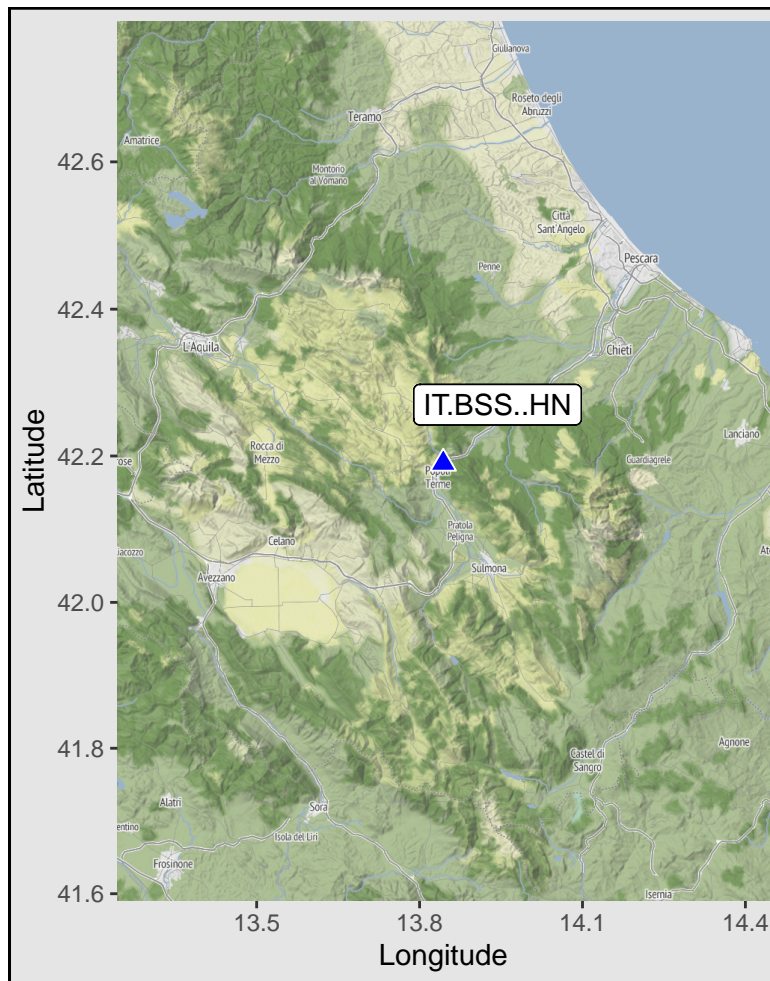 Giulianova
Roseto degli
Abruzzi
Teramo
Amatrice
Montorio
al Vomano
42.6
Città
Sant'Angelo
Pescara
Penne
42.4
L'Aquila
Chieti
IT.BSS..HN
Lanciano
Rocca di
Mezzo
Guardiagrele
42.2
Popoli
Terme
Latitude
Pratola
Peligna
Celano
Sulmona
Avezzano
42.0
41.8
Castel di
Sangro
Agnone
Alatri
Sora
Isola del Liri
Frosinone
Isernia
41.6
13.5
13.8
14.1
14.4
Longitude